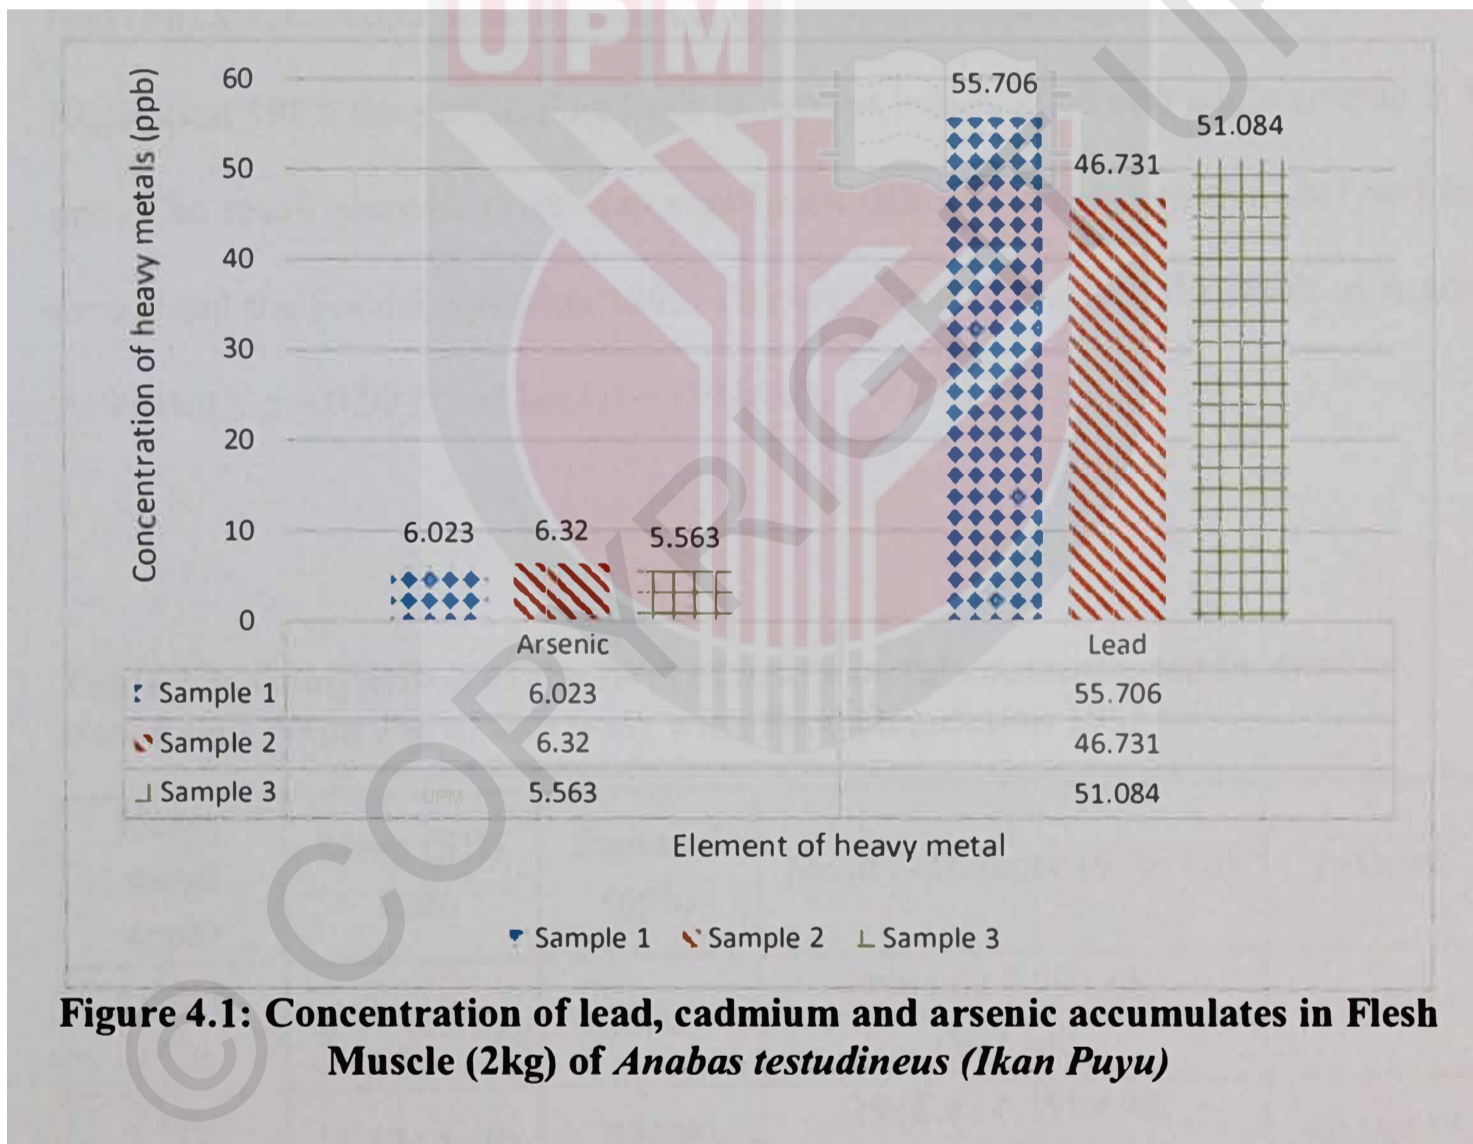 UPM
Concentration of heavy metals (ppb)
60
50
40
30
20
10
0
6.023
6.32
5.563
55.706
46.731
51.084
Arsenic Lead
Sample 1 6.023 55.706
Sample 2 6.32 46.731
Sample 3 5.563 51.084
UPM
Element of heavy metal
Sample 1 Sample 2 Sample 3
Figure 4.1: Concentration of lead, cadmium and arsenic accumulates in Flesh
Muscle (2kg) of Anabas testudineus (Ikan Puyu)
© COPYRIGHT UPM